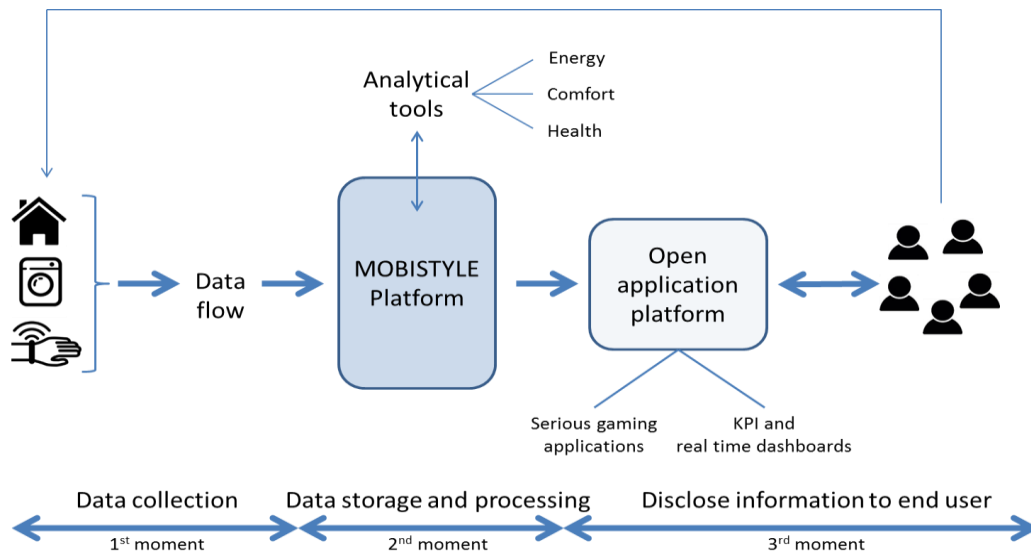 Energy
Analytical
tools
Comfort
Health
Data
flow
MOBISTYLE
Platform
Open
application
platform
Serious gaming
applications
KPI and
real time dashboards
Data collection
Data storage and processing
Disclose information to end user
1st moment
2nd moment
3rd moment